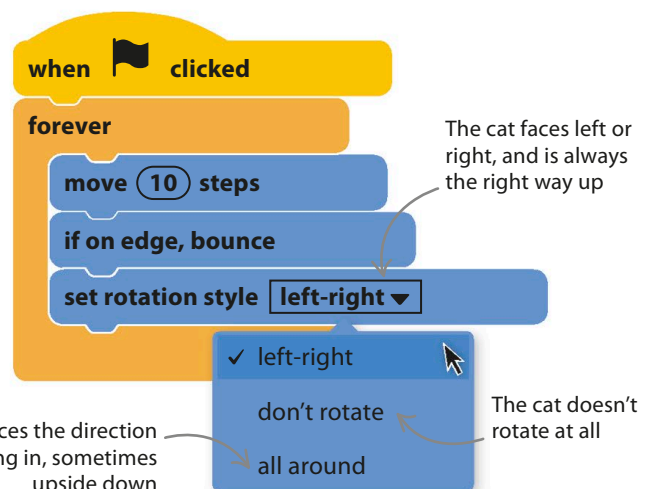 when clicked
forever
The cat faces left or
right, and is always
the right way up
move 10 steps
if on edge, bounce
set rotation style left-right
✓ left-right
don't rotate
all around
The cat doesn't
rotate at all
the direction
in, sometimes
upside down